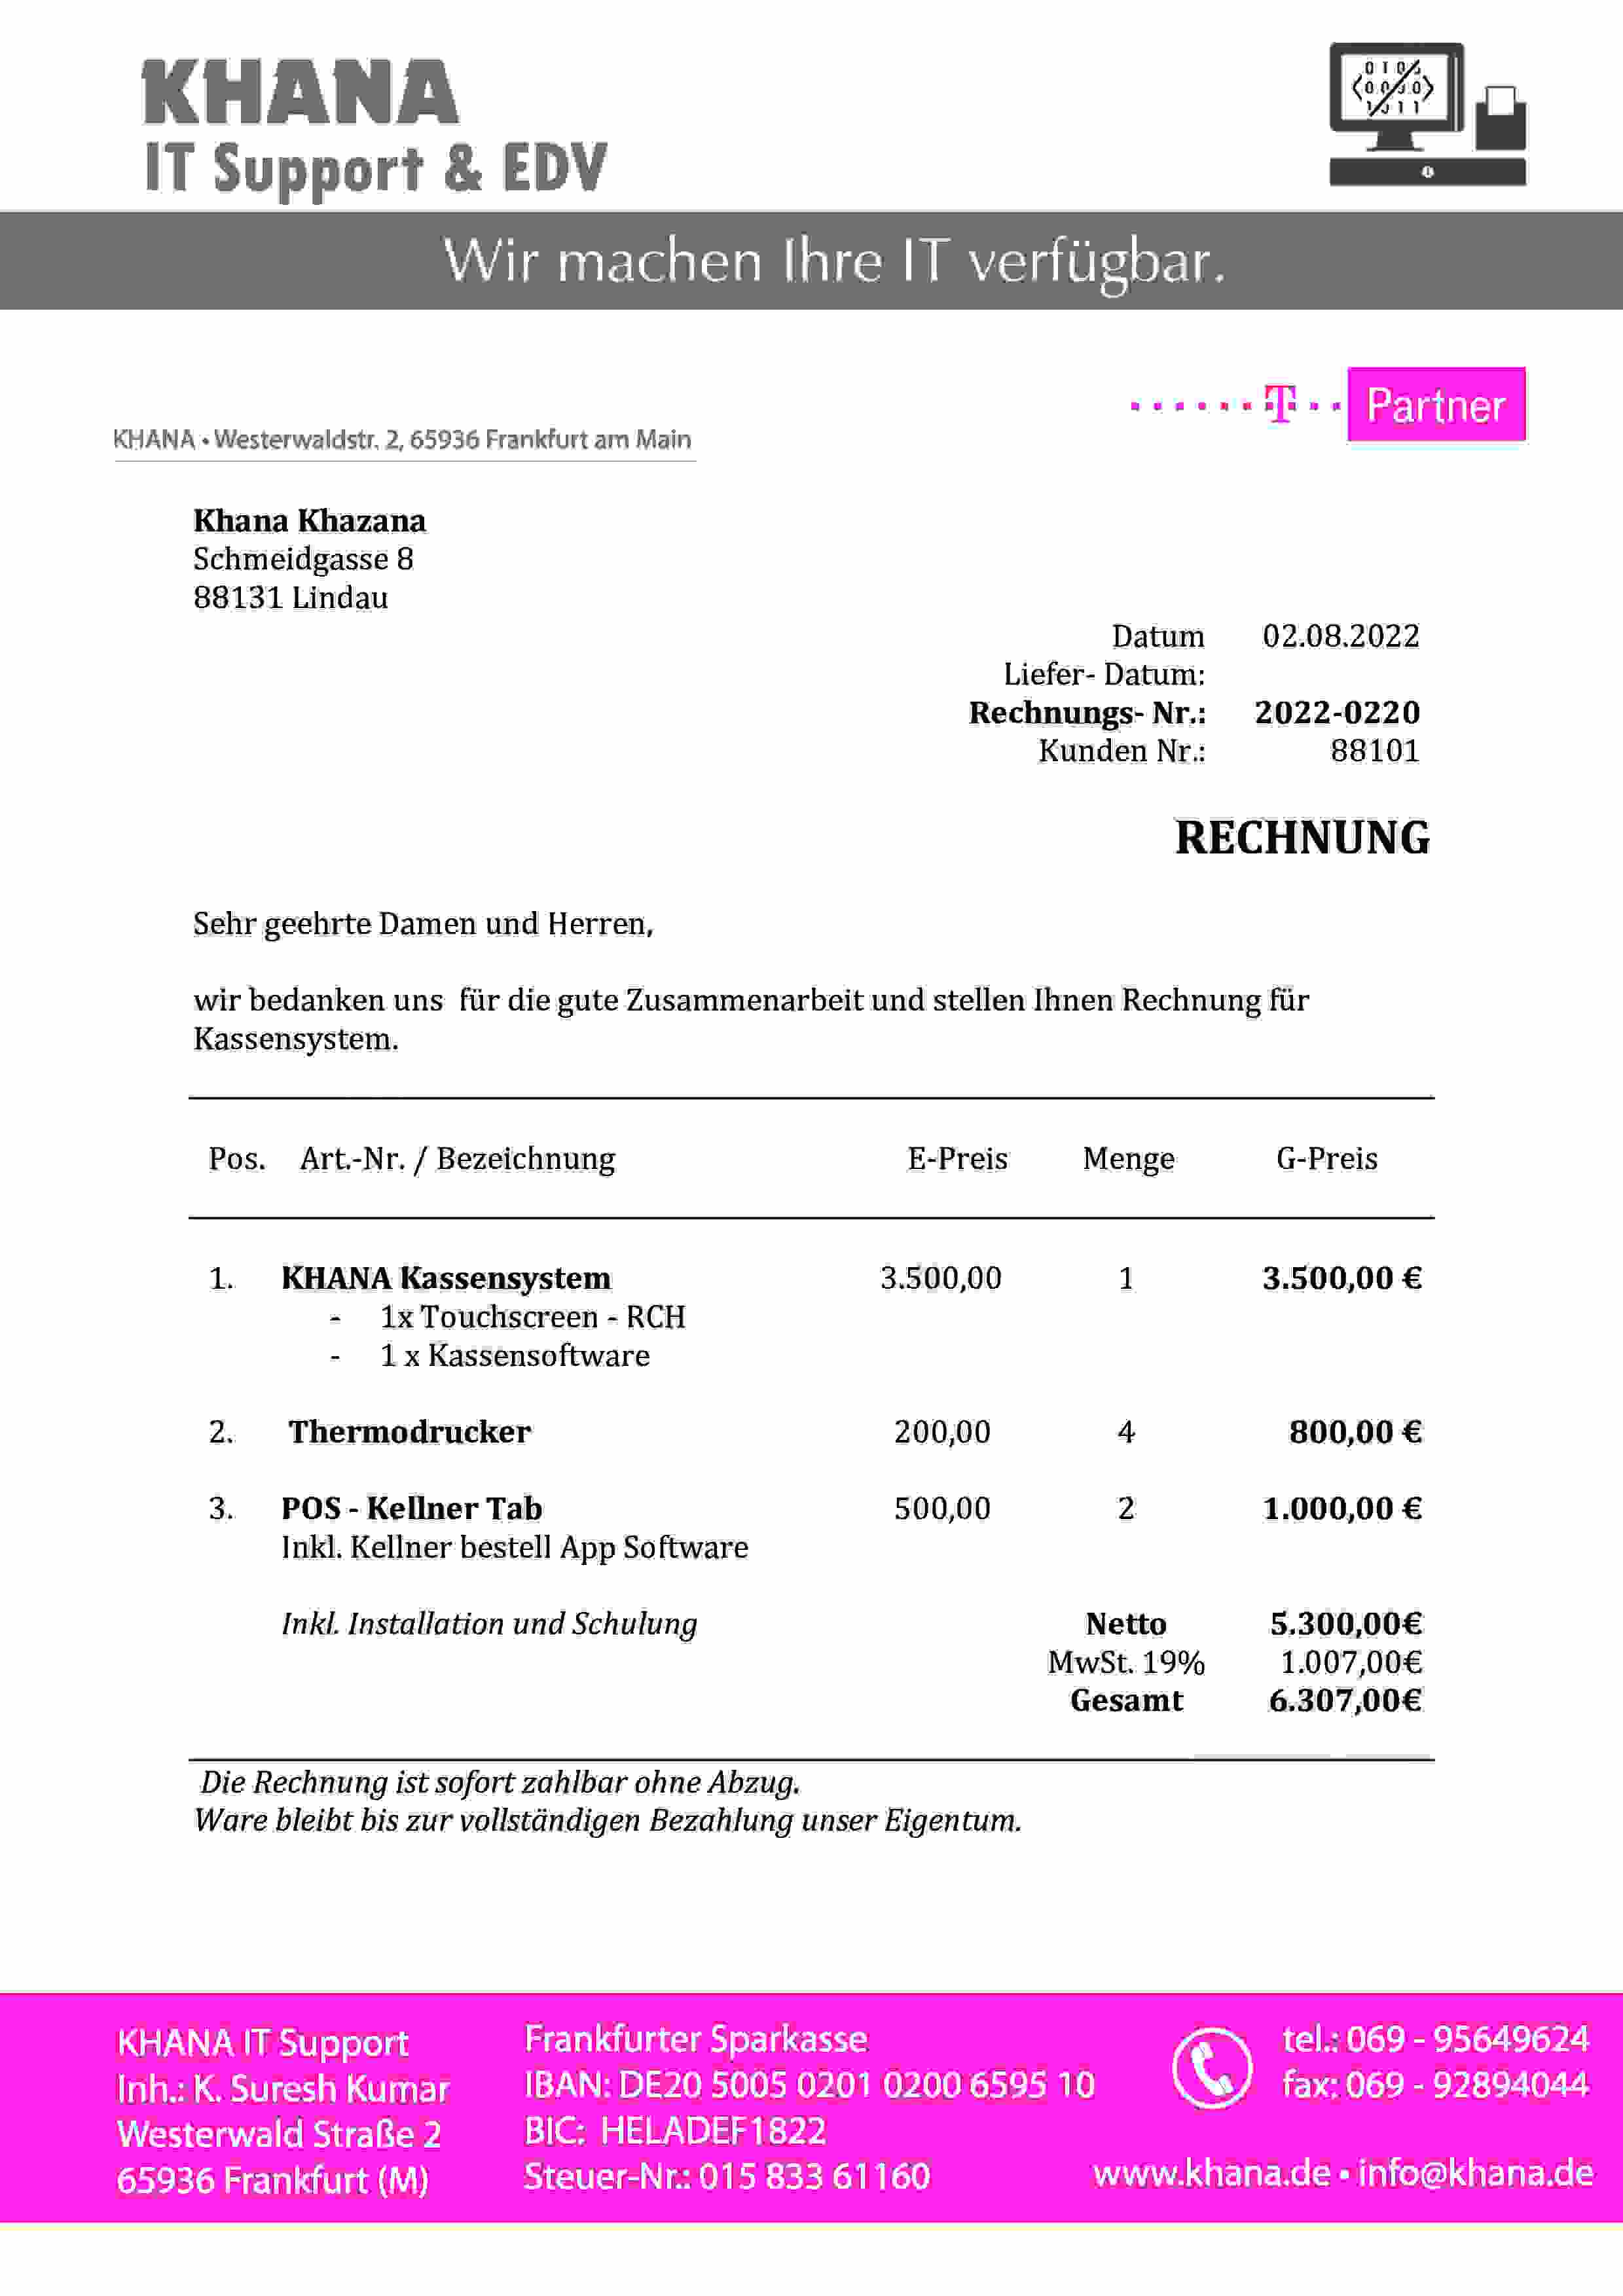 KHANA
IT Support & EDV
Wir machen Ihre IT verfügbar.
T Partner
KHANA • Westerwaldstr. 2, 65936 Frankfurt am Main
Khana Khazana
Schmeidgasse 8
88131 Lindau
Datum 02.08.2022
Liefer- Datum:
Rechnungs- Nr.: 2022-0220
Kunden Nr.: 88101
RECHNUNG
Sehr geehrte Damen und Herren,
wir bedanken uns für die gute Zusammenarbeit und stellen Ihnen Rechnung für
Kassensystem.
Pos. Art.-Nr. / Bezeichnung E-Preis Menge G-Preis
1. KHANA Kassensystem 3.500,00 1 3.500,00 €
- 1x Touchscreen - RCH
- 1 x Kassensoftware
2. Thermodrucker 200,00 4 800,00 €
3. POS - Kellner Tab 500,00 2 1.000,00 €
Inkl. Kellner bestell App Software
Inkl. Installation und Schulung Netto 5.300,00€
MwSt. 19% 1.007,00€
Gesamt 6.307,00€
Die Rechnung ist sofort zahlbar ohne Abzug.
Ware bleibt bis zur vollständigen Bezahlung unser Eigentum.
KHANA IT Support
Inh.: K. Suresh Kumar
Westerwald Straße 2
65936 Frankfurt (M)
Frankfurter Sparkasse
IBAN: DE20 5005 0201 0200 6595 10
BIC: HELADEF1822
Steuer-Nr.: 015 833 61160
tel.: 069 - 95649624
fax: 069 - 92894044
www.khana.de • info@khana.de